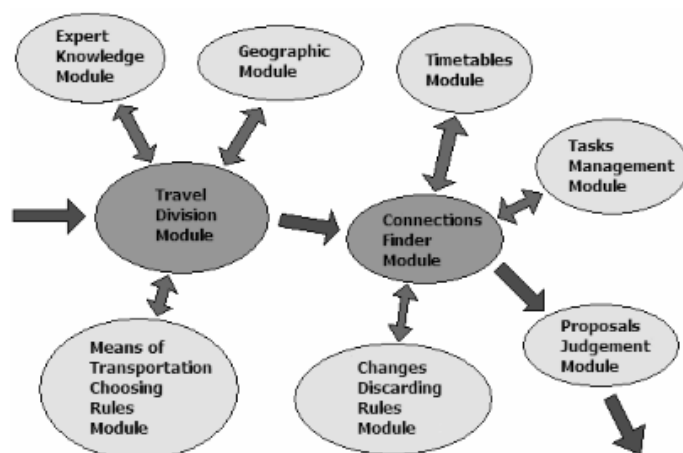 Expert
Knowledge
Module
Geographic
Module
Timetables
Module
Tasks
Management
Module
Travel
Division
Module
Connections
Finder
Module
Means of
Transportation
Choosing
Rules
Module
Changes
Discarding
Rules
Module
Proposals
Judgement
Module